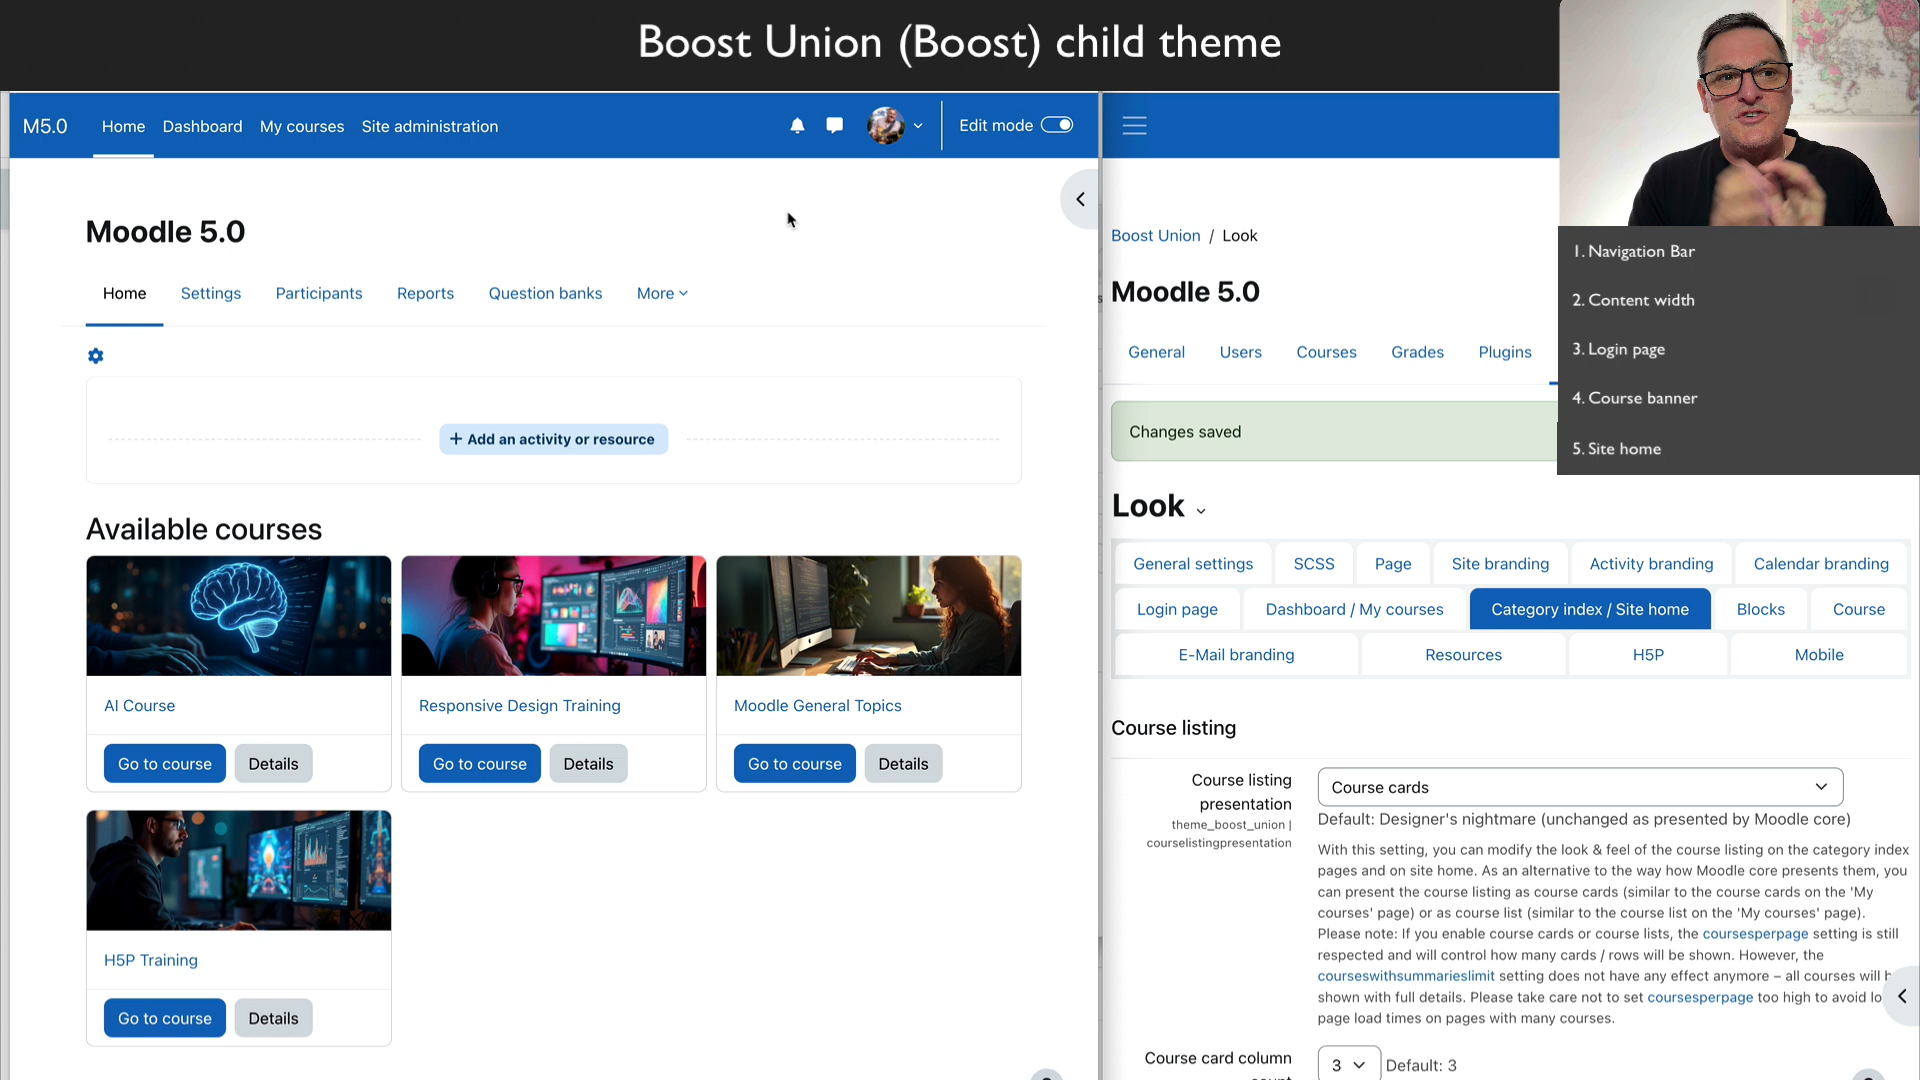 Boost Union (Boost) child theme
M5.0
Home
Dashboard
My courses
Site administration
Edit mode
Moodle 5.0
Home
Settings
Participants
Reports
Question banks
More
+ Add an activity or resource
Available courses
AI Course
Go to course
Details
Responsive Design Training
Go to course
Details
Moodle General Topics
Go to course
Details
H5P Training
Go to course
Details
Boost Union / Look
Moodle 5.0
General
Users
Courses
Grades
Plugins
Changes saved
Look
General settings
SCSS
Page
Site branding
Activity branding
Calendar branding
Login page
Dashboard / My courses
Category index / Site home
Blocks
Course
E-Mail branding
Resources
H5P
Mobile
Course listing
Course listing
presentation
theme_boost_union |
courselistingpresentation
Course cards
Default: Designer's nightmare (unchanged as presented by Moodle core)
With this setting, you can modify the look & feel of the course listing on the category index
pages and on site home. As an alternative to the way how Moodle core presents them, you
can present the course listing as course cards (similar to the course cards on the 'My
courses' page) or as course list (similar to the course list on the 'My courses' page).
Please note: If you enable course cards or course lists, the coursesperpage setting is still
respected and will control how many cards / rows will be shown. However, the
courseswithsummarieslimit setting does not have any effect anymore – all courses will
shown with full details. Please take care not to set coursesperpage too high to avoid
page load times on pages with many courses.
Course card column
3
Default: 3
1. Navigation Bar
2. Content width
3. Login page
4. Course banner
5. Site home